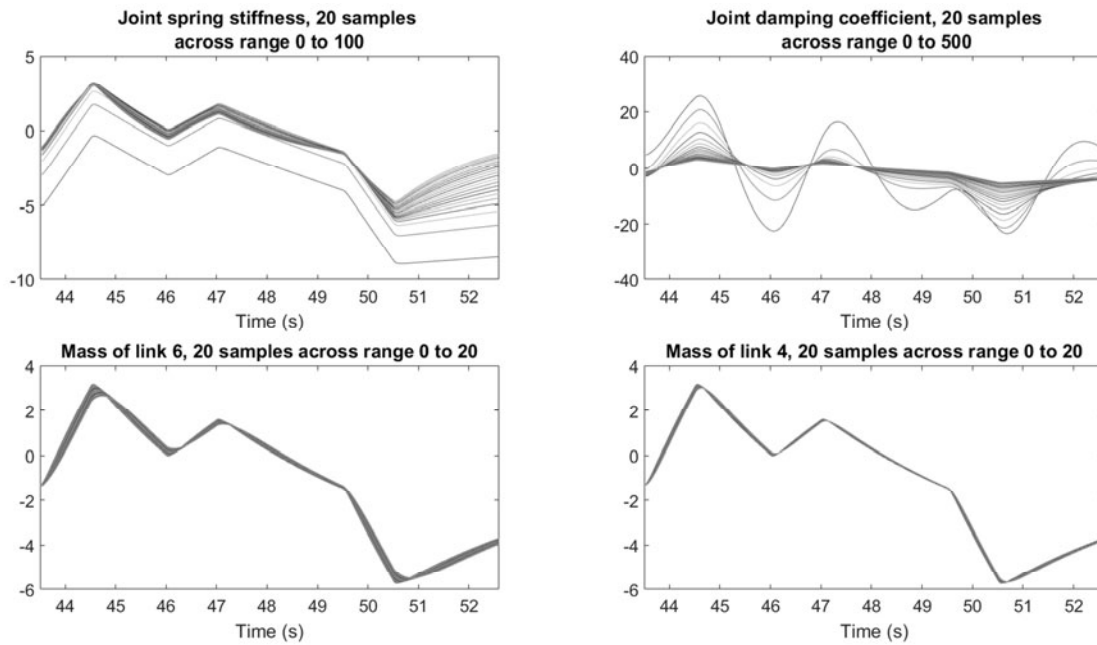 Joint spring stiffness, 20 samples
across range 0 to 100
5
0
-5
-10
44 45 46 47 48 49 50 51 52
Time (s)
Joint damping coefficient, 20 samples
across range 0 to 500
40
20
0
-20
-40
44 45 46 47 48 49 50 51 52
Time (s)
Mass of link 6, 20 samples across range 0 to 20
4
2
0
-2
-4
-6
44 45 46 47 48 49 50 51 52
Time (s)
Mass of link 4, 20 samples across range 0 to 20
4
2
0
-2
-4
-6
44 45 46 47 48 49 50 51 52
Time (s)